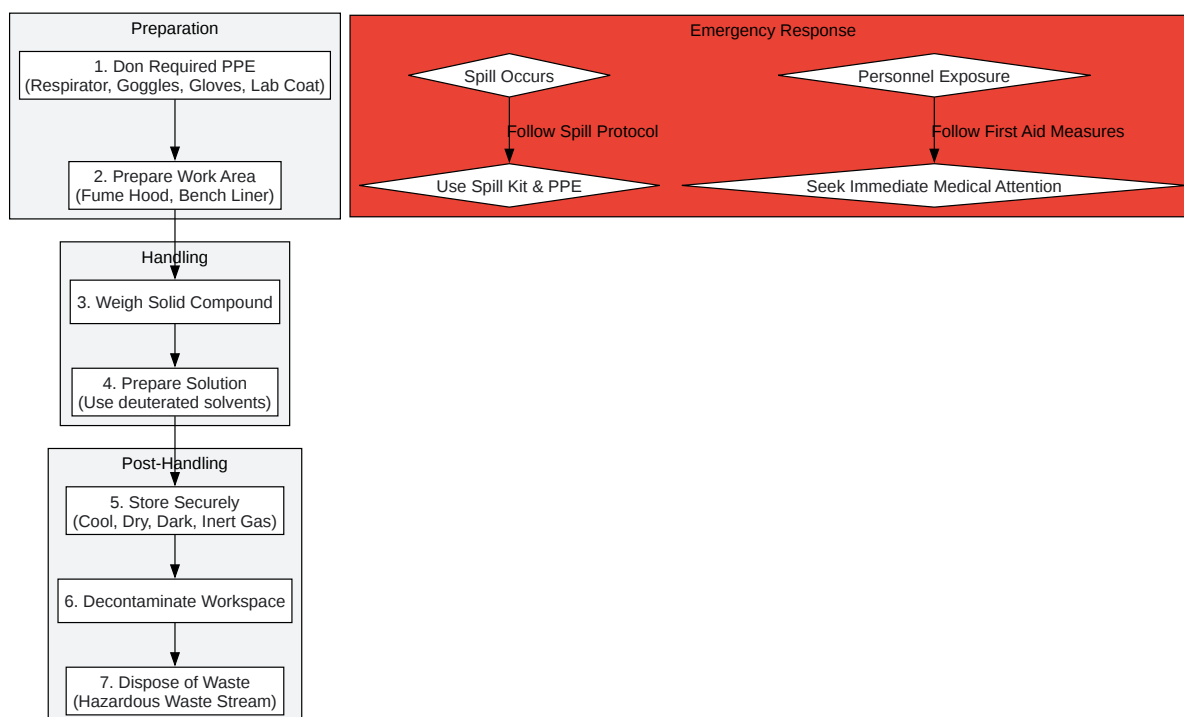 Preparation
1. Don Required PPE
(Respirator, Goggles, Gloves, Lab Coat)
2. Prepare Work Area
(Fume Hood, Bench Liner)
Handling
3. Weigh Solid Compound
4. Prepare Solution
(Use deuterated solvents)
Post-Handling
5. Store Securely
(Cool, Dry, Dark, Inert Gas)
6. Decontaminate Workspace
7. Dispose of Waste
(Hazardous Waste Stream)
Emergency Response
Spill Occurs
Follow Spill Protocol
Use Spill Kit & PPE
Personnel Exposure
Follow First Aid Measures
Seek Immediate Medical Attention